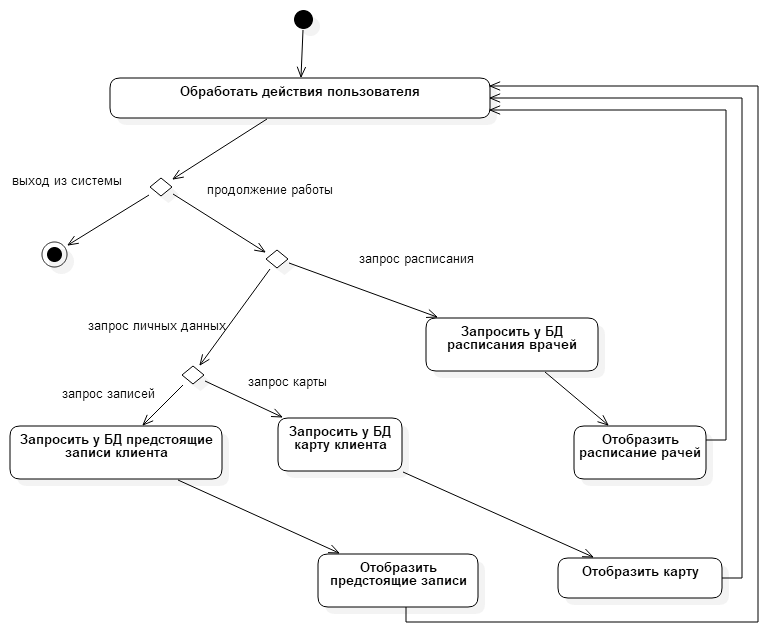 Обработать действия пользователя
выход из системы
продолжение работы
запрос расписания
запрос личных данных
Запросить у БД
расписания врачей
запрос записей
запрос карты
Запросить у БД предстоящие
записи клиента
Запросить у БД
карту клиента
Отобразить
расписание рачей
Отобразить
предстоящие записи
Отобразить карту